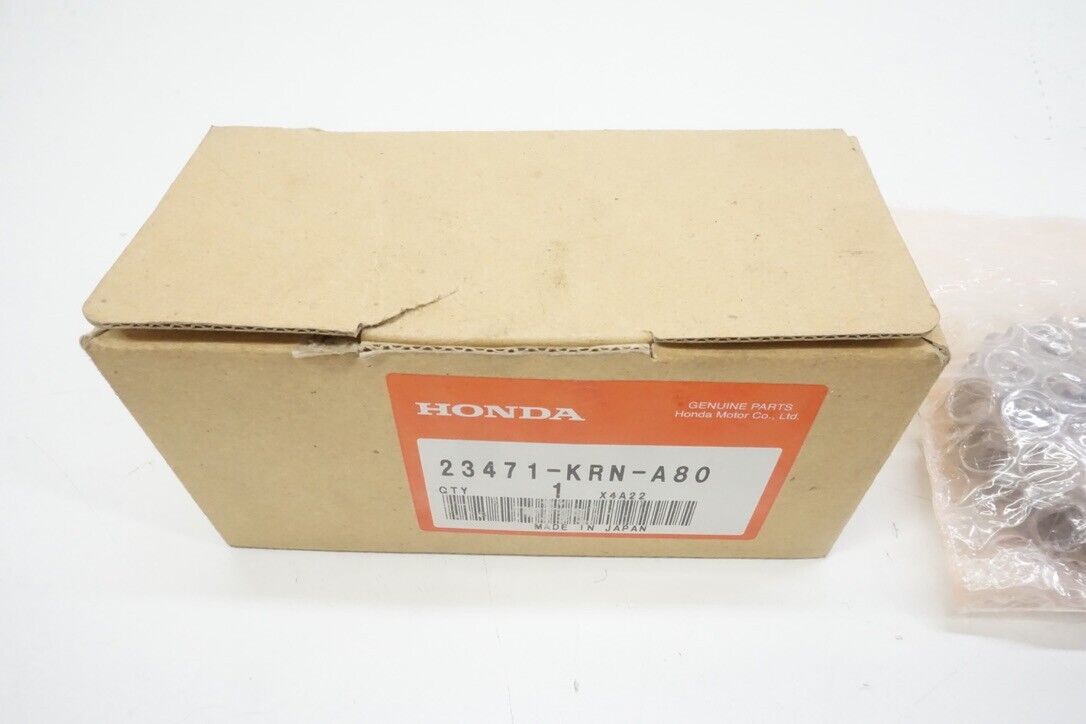 HONDA
GENUINE PARTS
Honda Motor Co., Ltd.
23471-KRN-A80
QTY 1 X4A22
MADE IN JAPAN